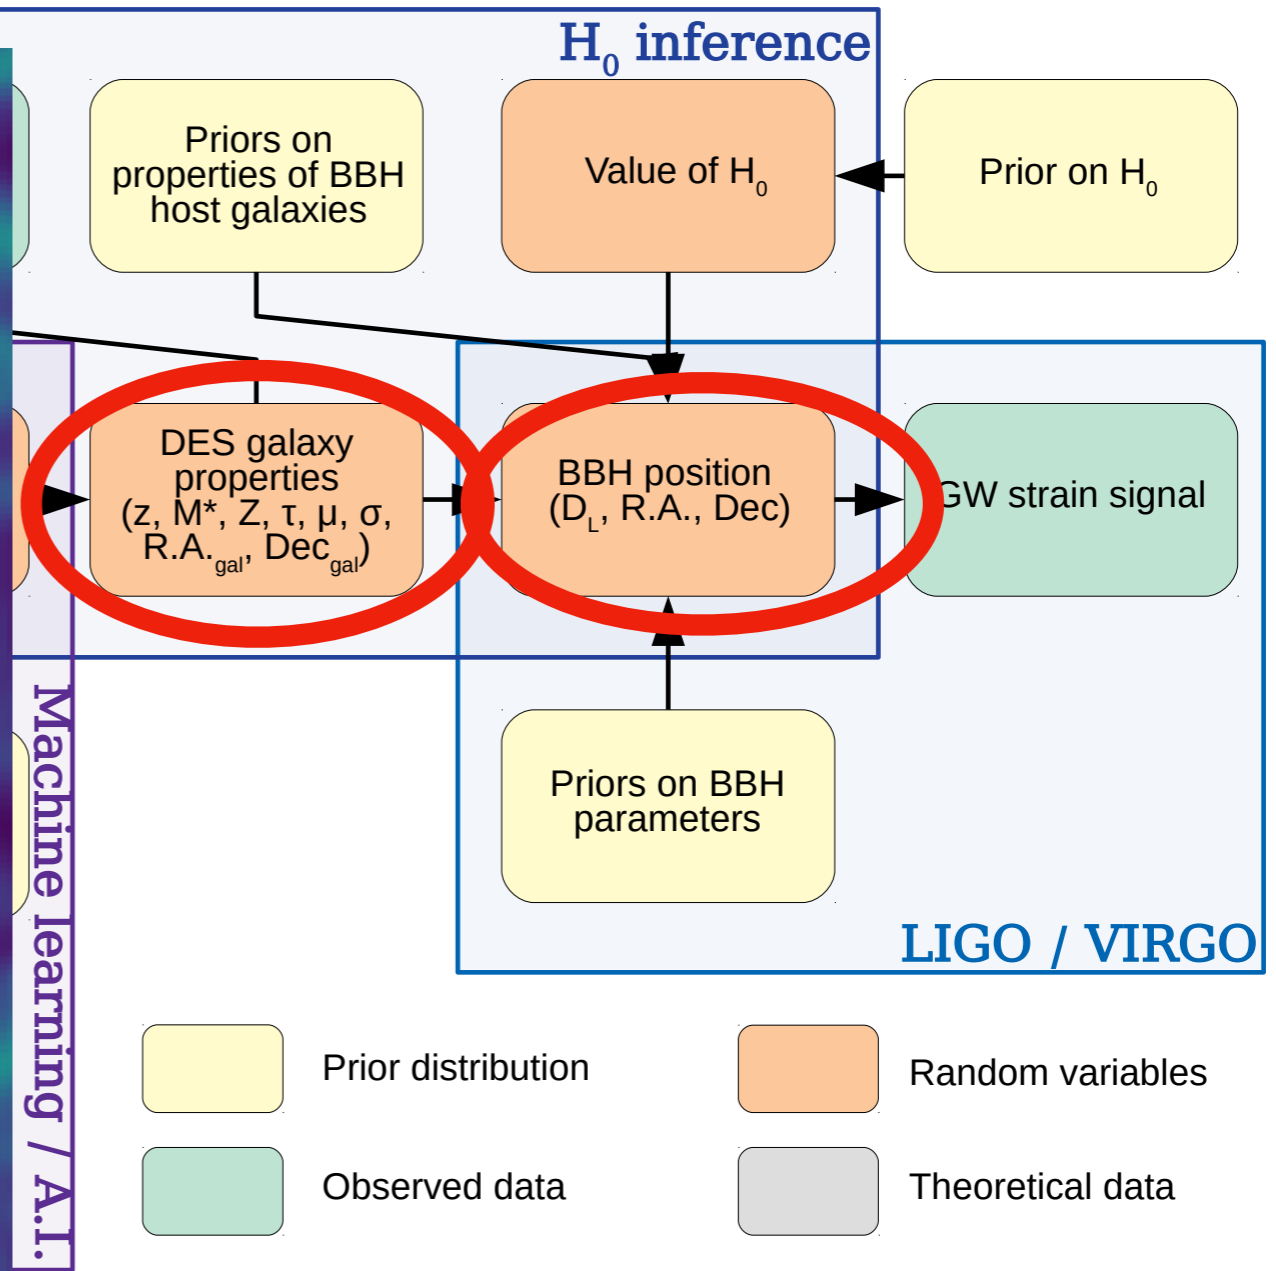 H₀ inference
Priors on
properties of BBH
host galaxies
Value of H₀
Prior on H₀
DES galaxy
properties
(z, M*, Z, τ, μ, σ,
R.A.gal, Decgal)
BBH position
(D_L, R.A., Dec)
GW strain signal
Priors on BBH
parameters
LIGO / VIRGO
Machine learning / A.I.
Prior distribution
Random variables
Observed data
Theoretical data